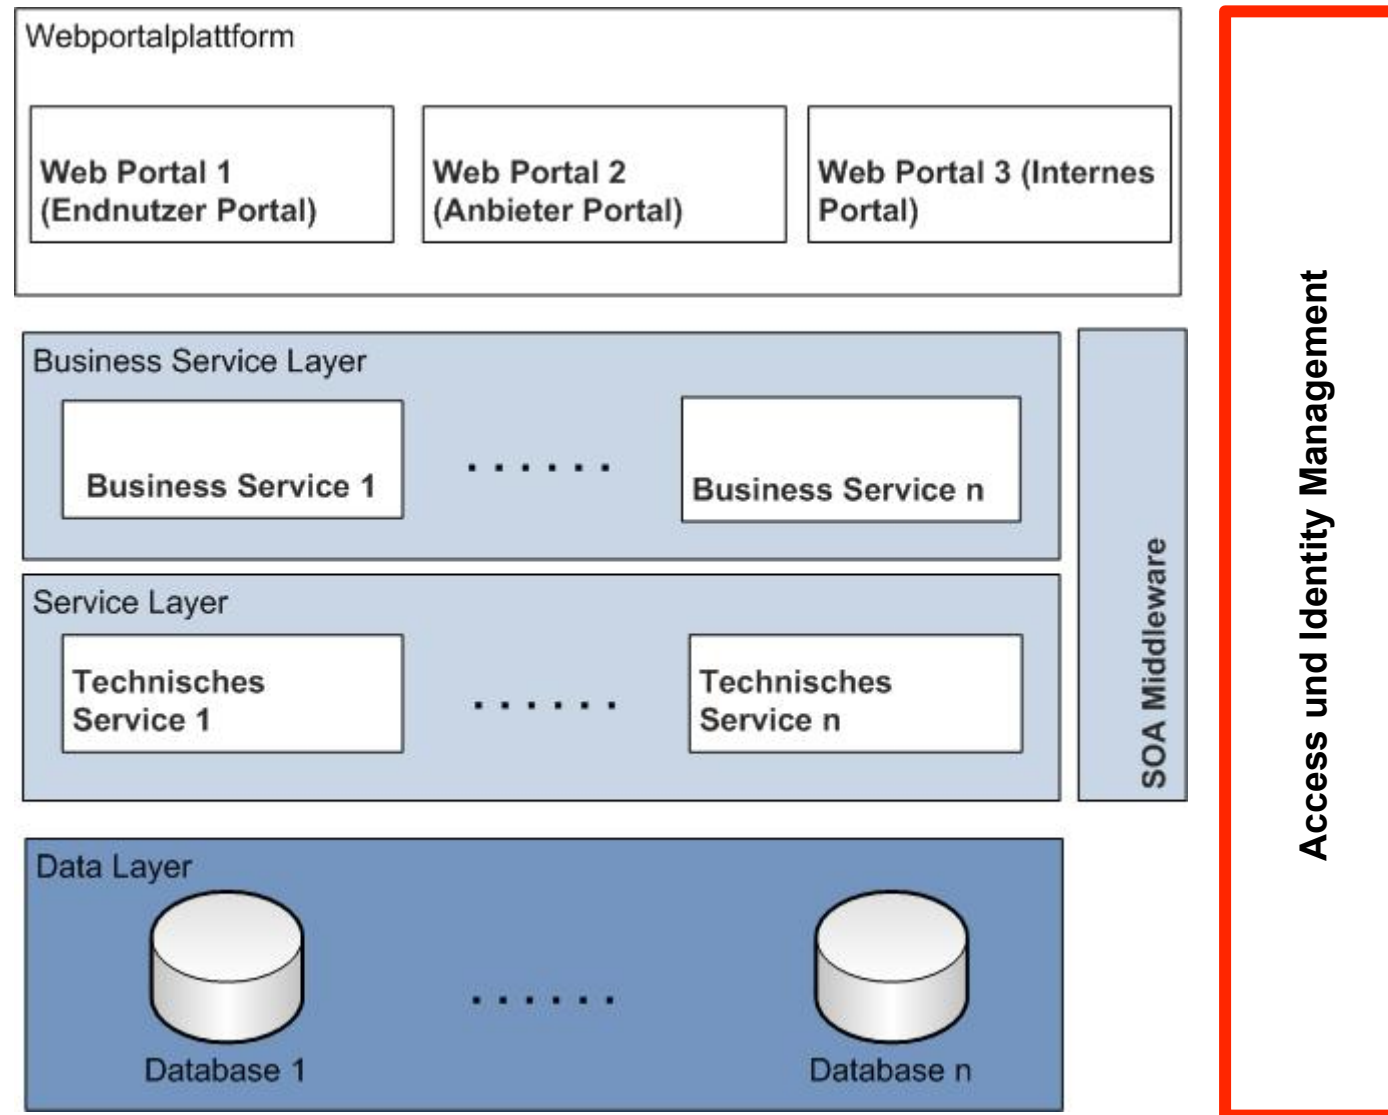 Webportalplattform
Web Portal 1
(Endnutzer Portal)
Web Portal 2
(Anbieter Portal)
Web Portal 3 (Internes
Portal)
Business Service Layer
Business Service 1
......
Business Service n
Service Layer
Technisches
Service 1
......
Technisches
Service n
SOA Middleware
Data Layer
Database 1
......
Database n
Access und Identity Management